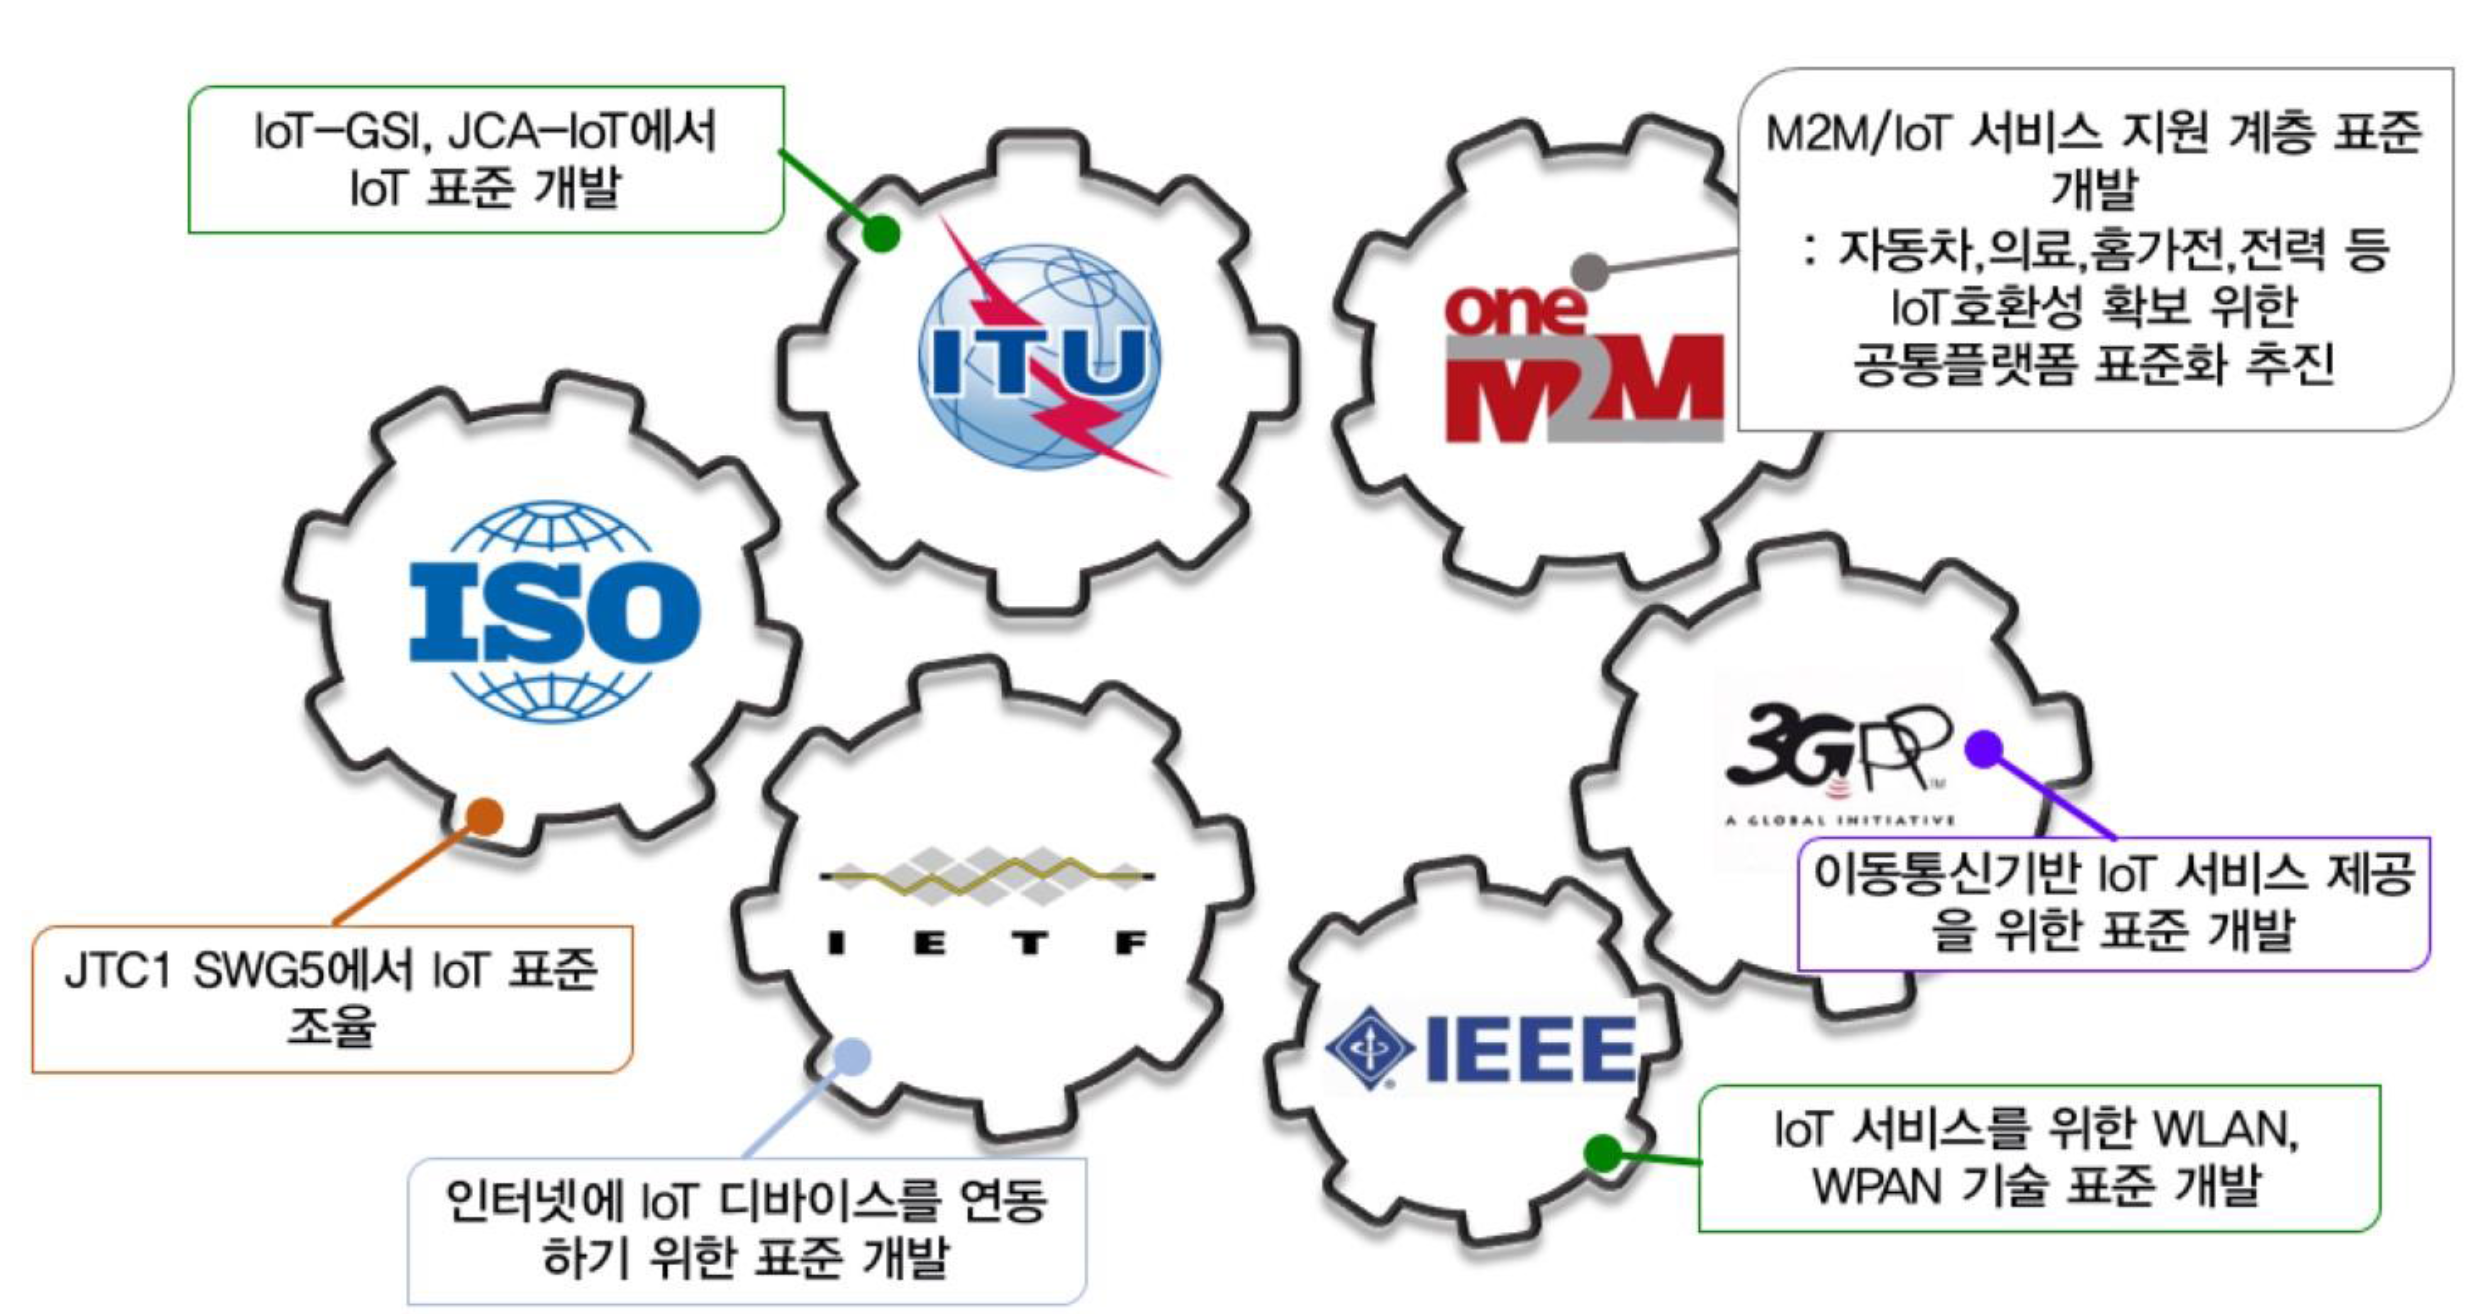 IoT-GSI, JCA-IoT에서
IoT 표준 개발
ITU
one
M2M
M2M/IoT 서비스 지원 계층 표준
개발
: 자동차,의료,홈가전,전력 등
IoT호환성 확보 위한
공통플랫폼 표준화 추진
ISO
JTC1 SWG5에서 IoT 표준
조율
I E T F
인터넷에 IoT 디바이스를 연동
하기 위한 표준 개발
3GPP™
A GLOBAL INITIATIVE
이동통신기반 IoT 서비스 제공
을 위한 표준 개발
IEEE
IoT 서비스를 위한 WLAN,
WPAN 기술 표준 개발